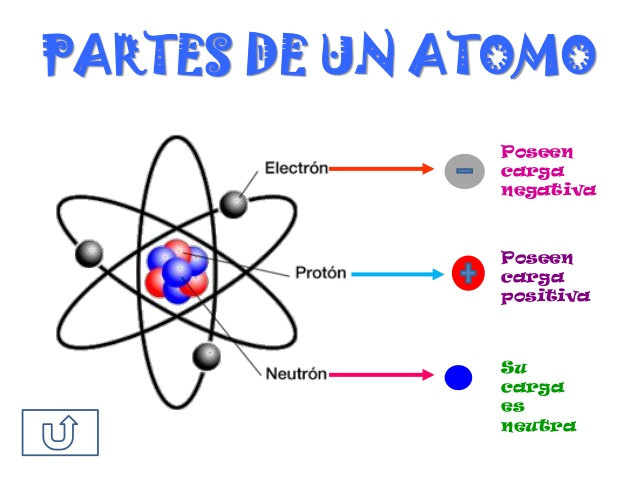 PARTES DE UN ATOMO
Electrón
Poseen
carga
negativa
Protón
Poseen
carga
positiva
Neutrón
Su
carga
es
neutra